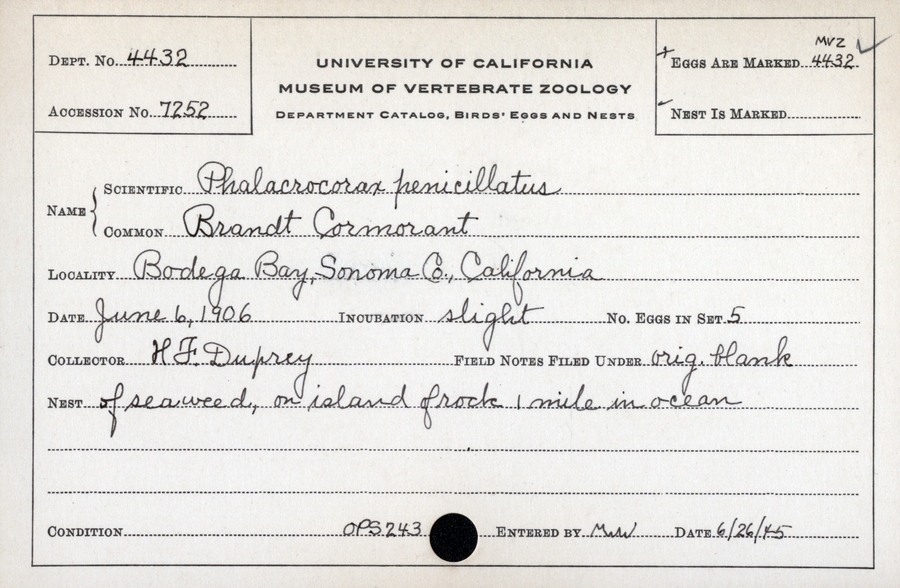 DEPT. No. 4432
ACCESSION No. 7252
UNIVERSITY OF CALIFORNIA
MUSEUM OF VERTEBRATE ZOOLOGY
DEPARTMENT CATALOG, BIRDS' EGGS AND NESTS
MVZ
EGGS ARE MARKED 4432
NEST IS MARKED
NAME
SCIENTIFIC Phalacrocorax penicillatus
COMMON Brandt Cormorant
LOCALITY Bodega Bay, Sonoma Co., California
DATE June 6, 1906 INCUBATION slight No. EGGS IN SET 5
COLLECTOR H.F. Duprey FIELD NOTES FILED UNDER orig. blank
NEST of seaweed, on island of rock 1 mile in ocean
CONDITION OPS243 ENTERED BY DATE 6/26/45